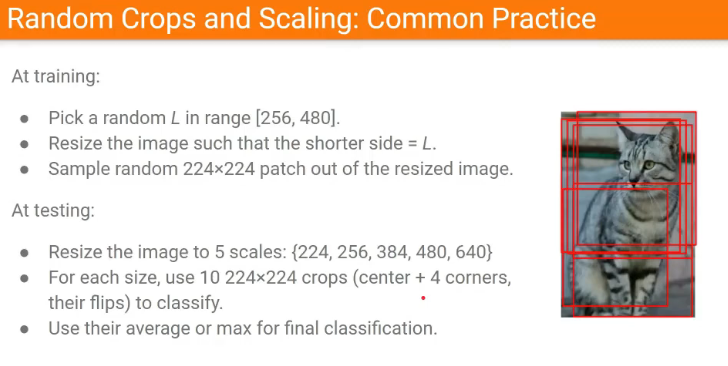 Random Crops and Scaling: Common Practice
At training:
● Pick a random L in range [256, 480].
● Resize the image such that the shorter side = L.
● Sample random 224×224 patch out of the resized image.
At testing:
● Resize the image to 5 scales: {224, 256, 384, 480, 640}
● For each size, use 10 224×224 crops (center + 4 corners,
their flips) to classify.
● Use their average or max for final classification.